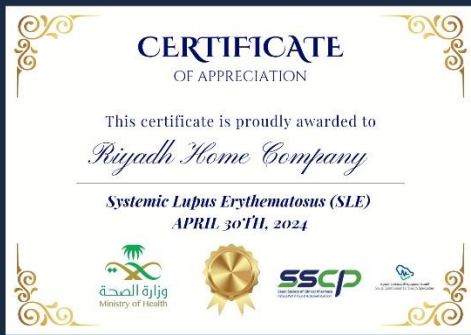 CERTIFICATE
OF APPRECIATION
This certificate is proudly awarded to
Riyadh Home Company
Systemic Lupus Erythematosus (SLE)
APRIL 30TH, 2024
وزارة الصحة
Ministry of Health
SSCP